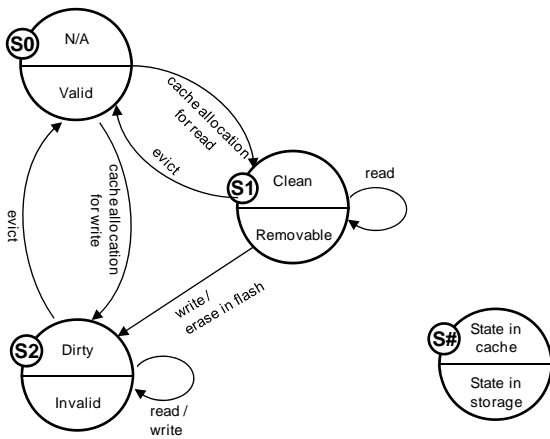 S0
N/A
Valid
cache allocation
for read
evict
S1
Clean
Removable
read
evict
cache allocation
for write
write /
erase in flash
S2
Dirty
Invalid
read /
write
S#
State in
cache
State in
storage